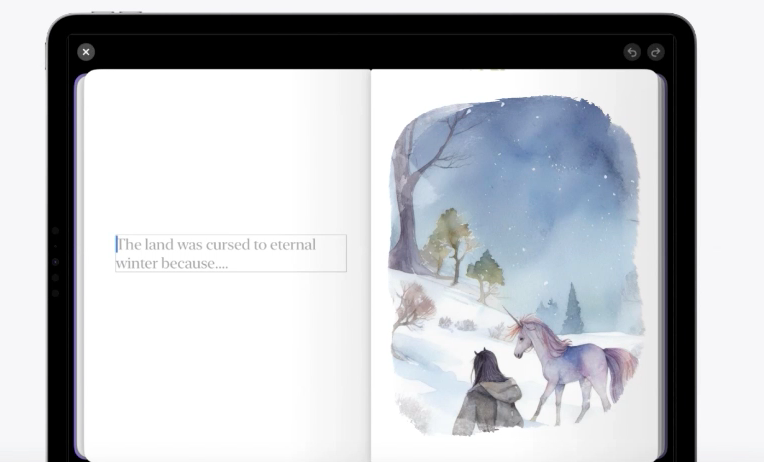 The land was cursed to eternal
winter because....